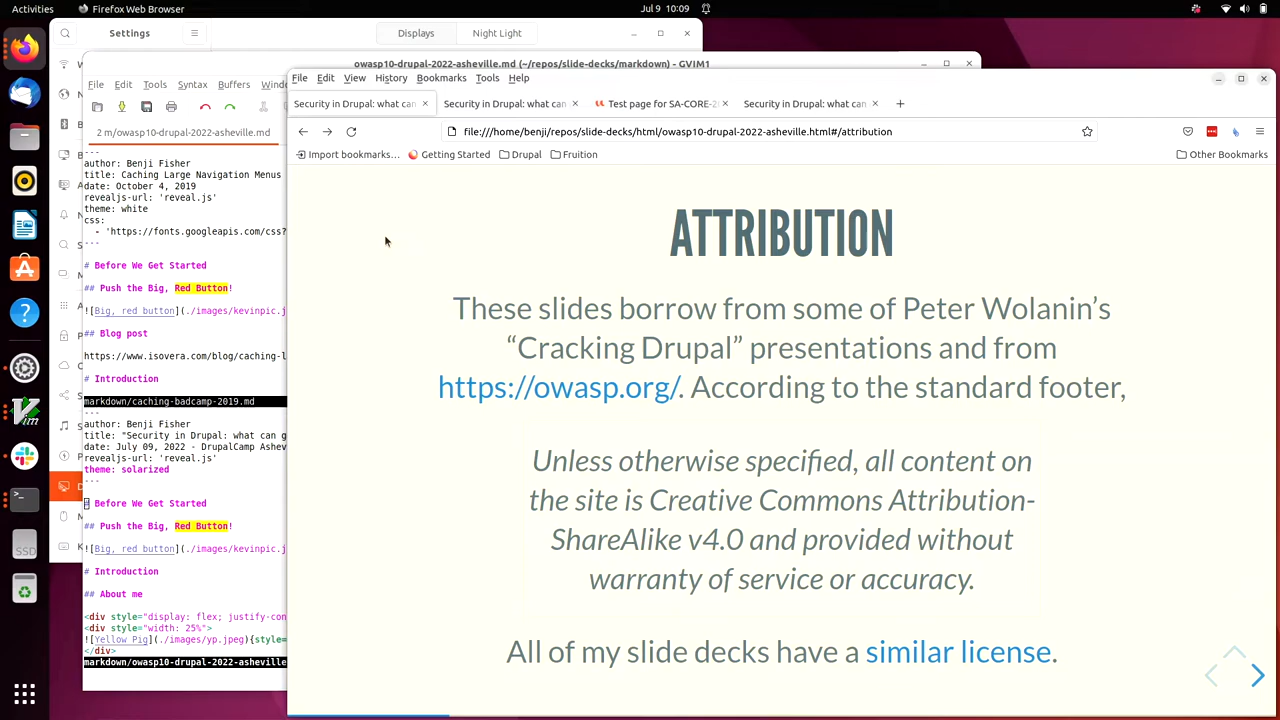 Activities
Firefox Web Browser
Jul 9 10:09
Settings
Displays
Night Light
owasp10-drupal-2022-asheville.md (~/repos/slide-decks/markdown) - GVIM1
File Edit Tools Syntax Buffers
2 m/owasp10-drupal-2022-asheville.md
---
author: Benji Fisher
title: Caching Large Navigation Menus
date: October 4, 2019
revealjs-url: 'reveal.js'
theme: white
css:
- 'https://fonts.googleapis.com/css?
---
# Before We Get Started
## Push the Big, Red Button!
![Big, red button](./images/kevinpic.j
## Blog post
https://www.isovera.com/blog/caching-l
# Introduction
markdown/caching-badcamp-2019.md
---
author: Benji Fisher
title: "Security in Drupal: what can g
date: July 09, 2022 - DrupalCamp Ashev
revealjs-url: 'reveal.js'
theme: solarized
---
# Before We Get Started
## Push the Big, Red Button!
![Big, red button](./images/kevinpic.j
# Introduction
## About me
<div style="display: flex; justify-con
<div style="width: 25%">
![Yellow Pig](./images/yp.jpeg){style=
</div>
markdown/owasp10-drupal-2022-asheville
File Edit View History Bookmarks Tools Help
Security in Drupal: what can
Security in Drupal: what can
Test page for SA-CORE-2
Security in Drupal: what can
file:///home/benji/repos/slide-decks/html/owasp10-drupal-2022-asheville.html#/attribution
Import bookmarks...
Getting Started
Drupal
Fruition
Other Bookmarks
ATTRIBUTION
These slides borrow from some of Peter Wolanin's
“Cracking Drupal” presentations and from
https://owasp.org/. According to the standard footer,
Unless otherwise specified, all content on
the site is Creative Commons Attribution-
ShareAlike v4.0 and provided without
warranty of service or accuracy.
All of my slide decks have a similar license.
SSD